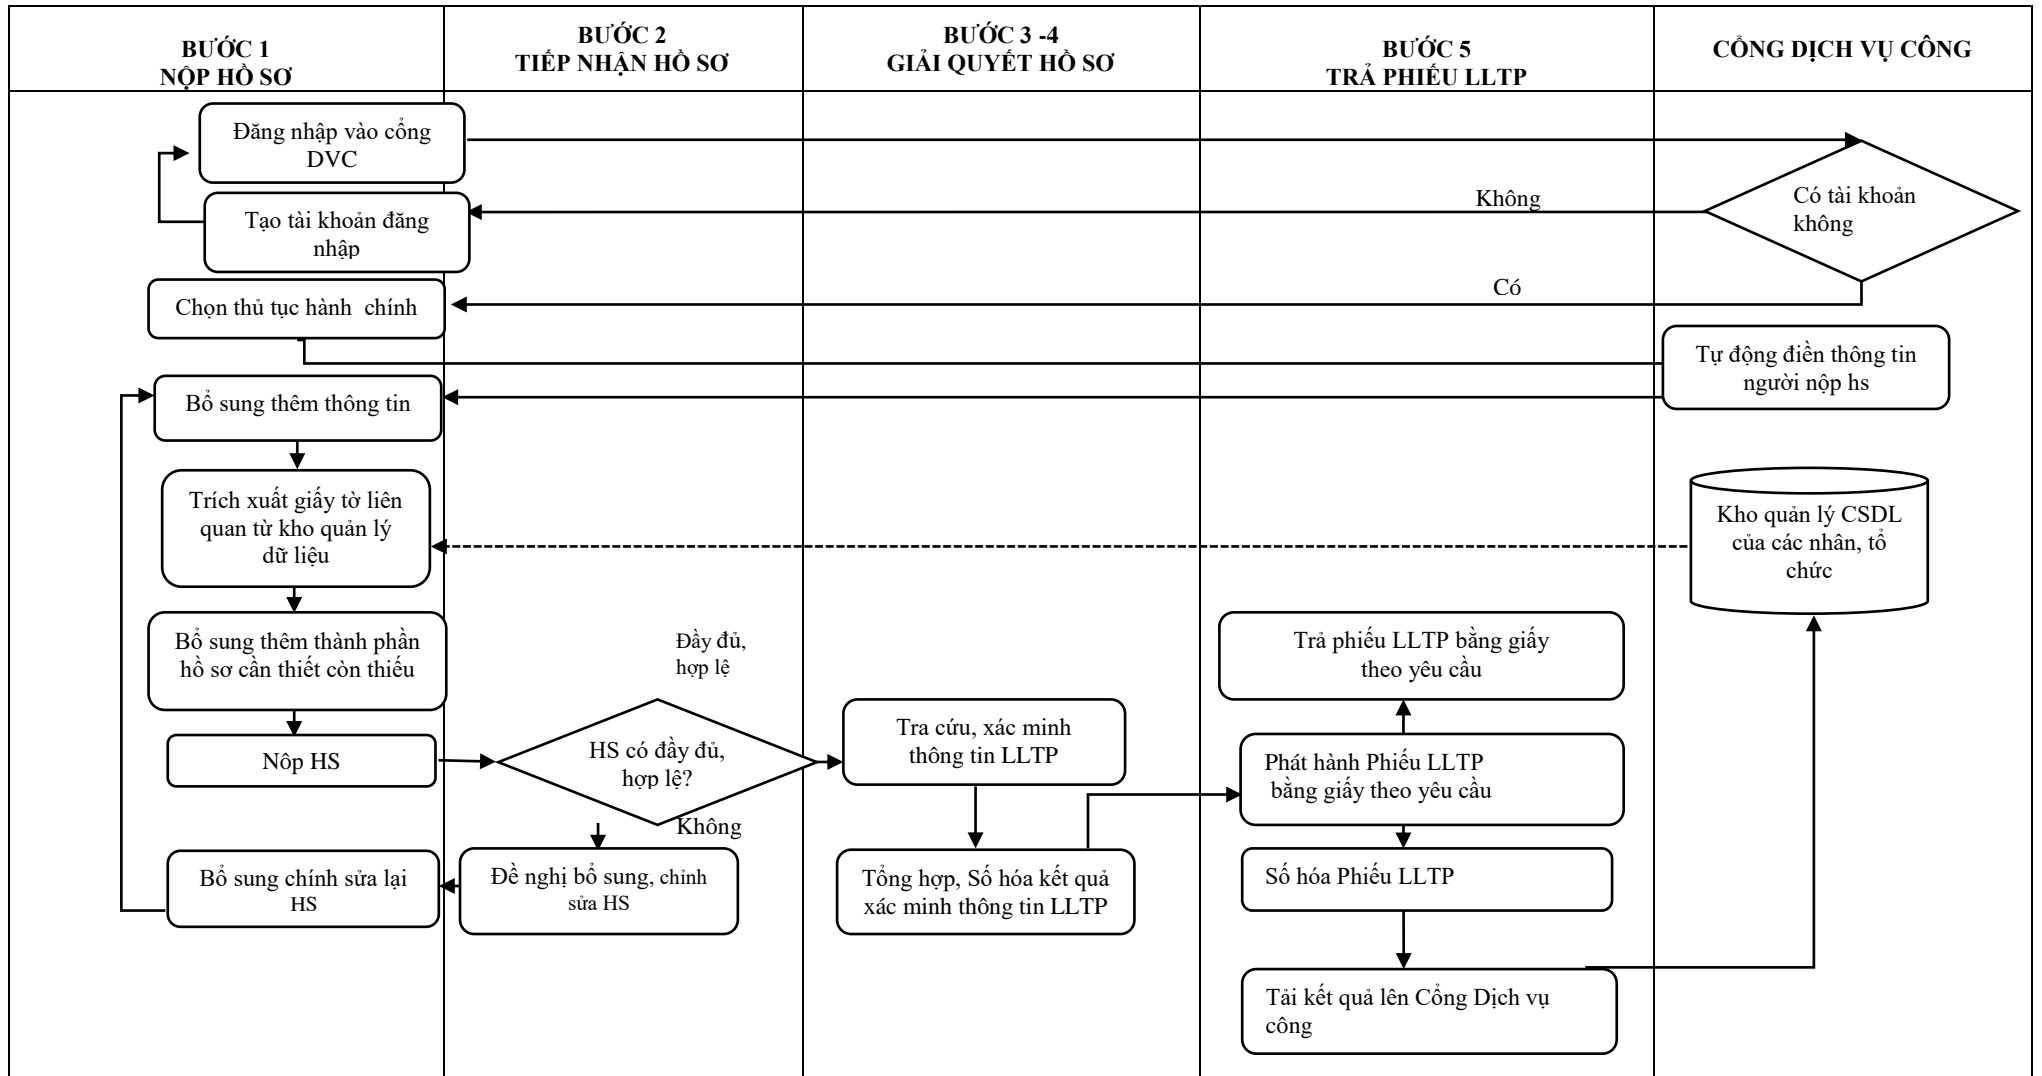 BƯỚC 1
NỘP HỒ SƠ
BƯỚC 2
TIẾP NHẬN HỒ SƠ
BƯỚC 3 -4
GIẢI QUYẾT HỒ SƠ
BƯỚC 5
TRẢ PHIẾU LLTP
CỔNG DỊCH VỤ CÔNG
Đăng nhập vào cổng
DVC
Tạo tài khoản đăng
nhập
Không
Có tài khoản
không
Chọn thủ tục hành chính
Có
Tự động điền thông tin
người nộp hs
Bổ sung thêm thông tin
Trích xuất giấy tờ liên
quan từ kho quản lý
dữ liệu
Kho quản lý CSDL
của các nhân, tổ
chức
Bổ sung thêm thành phần
hồ sơ cần thiết còn thiếu
Đầy đủ,
hợp lệ
Trả phiếu LLTP bằng giấy
theo yêu cầu
Nôp HS
HS có đầy đủ,
hợp lệ?
Tra cứu, xác minh
thông tin LLTP
Phát hành Phiếu LLTP
bằng giấy theo yêu cầu
Không
Bổ sung chính sửa lại
HS
Đề nghị bổ sung, chỉnh
sửa HS
Tổng hợp, Số hóa kết quả
xác minh thông tin LLTP
Số hóa Phiếu LLTP
Tải kết quả lên Cổng Dịch vụ
công